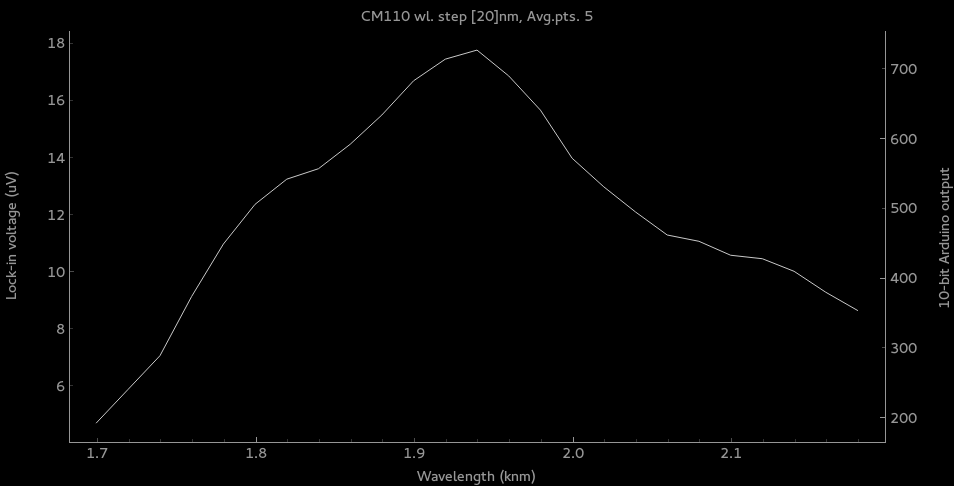 CM110 wl. step [20]nm, Avg.pts. 5
18
16
14
12
10
8
6
Lock-in voltage (uV)
700
600
500
400
300
200
10-bit Arduino output
1.7 1.8 1.9 2.0 2.1
Wavelength (knm)